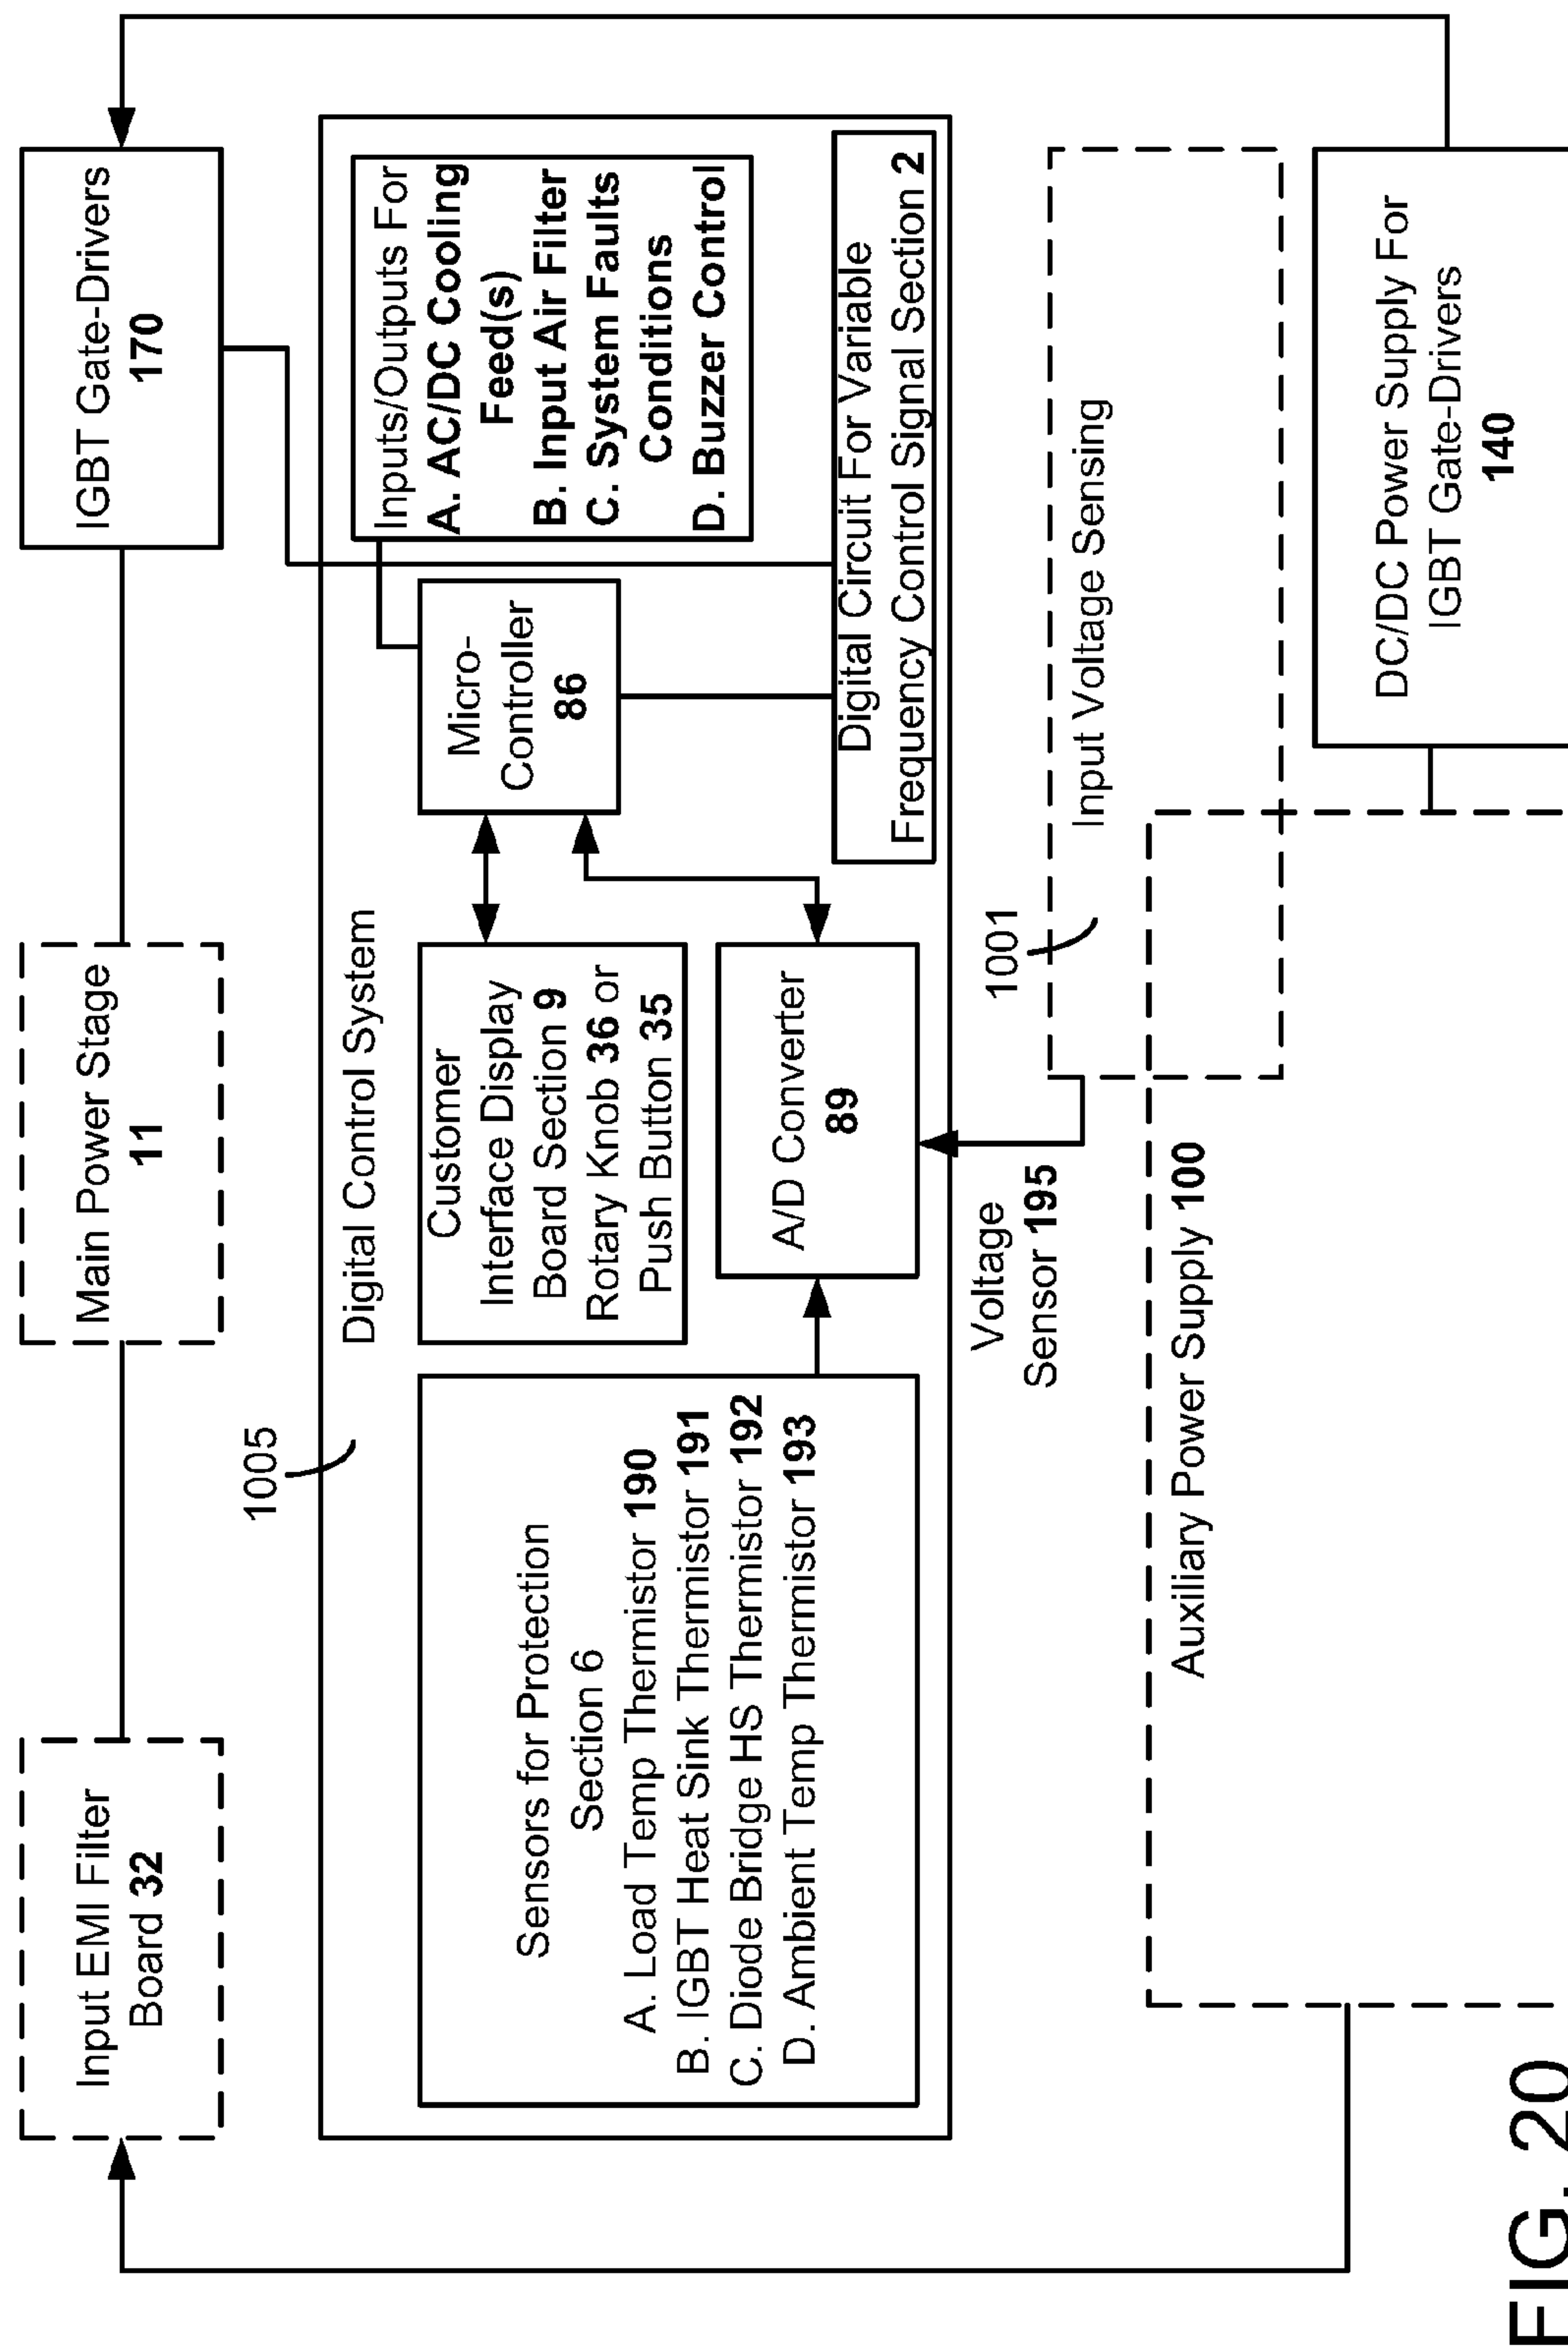 Input EMI Filter
Board 32
Main Power Stage
11
IGBT Gate-Drivers
170
1005
Digital Control System
Sensors for Protection
Section 6
A. Load Temp Thermistor 190
B. IGBT Heat Sink Thermistor 191
C. Diode Bridge HS Thermistor 192
D. Ambient Temp Thermistor 193
Customer
Interface Display
Board Section 9
Rotary Knob 36 or
Push Button 35
A/D Converter
89
Micro-
Controller
86
Inputs/Outputs For
A. AC/DC Cooling
Feed(s)
B. Input Air Filter
C. System Faults
Conditions
D. Buzzer Control
Digital Circuit For Variable
Frequency Control Signal Section 2
Voltage
Sensor 195
1001
Input Voltage Sensing
Auxiliary Power Supply 100
DC/DC Power Supply For
IGBT Gate-Drivers
140
FIG. 20